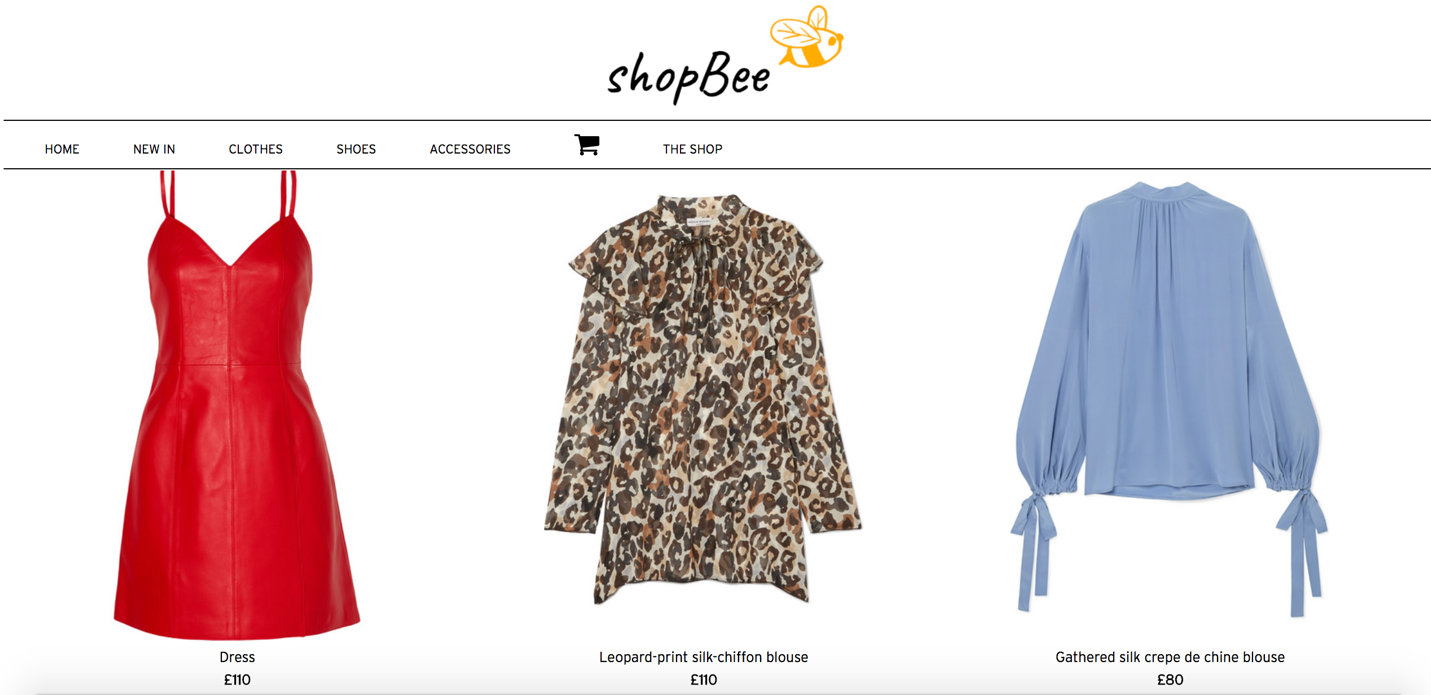 shopBee
HOME NEW IN CLOTHES SHOES ACCESSORIES THE SHOP
Dress Leopard-print silk-chiffon blouse Gathered silk crepe de chine blouse
£110 £110 £80